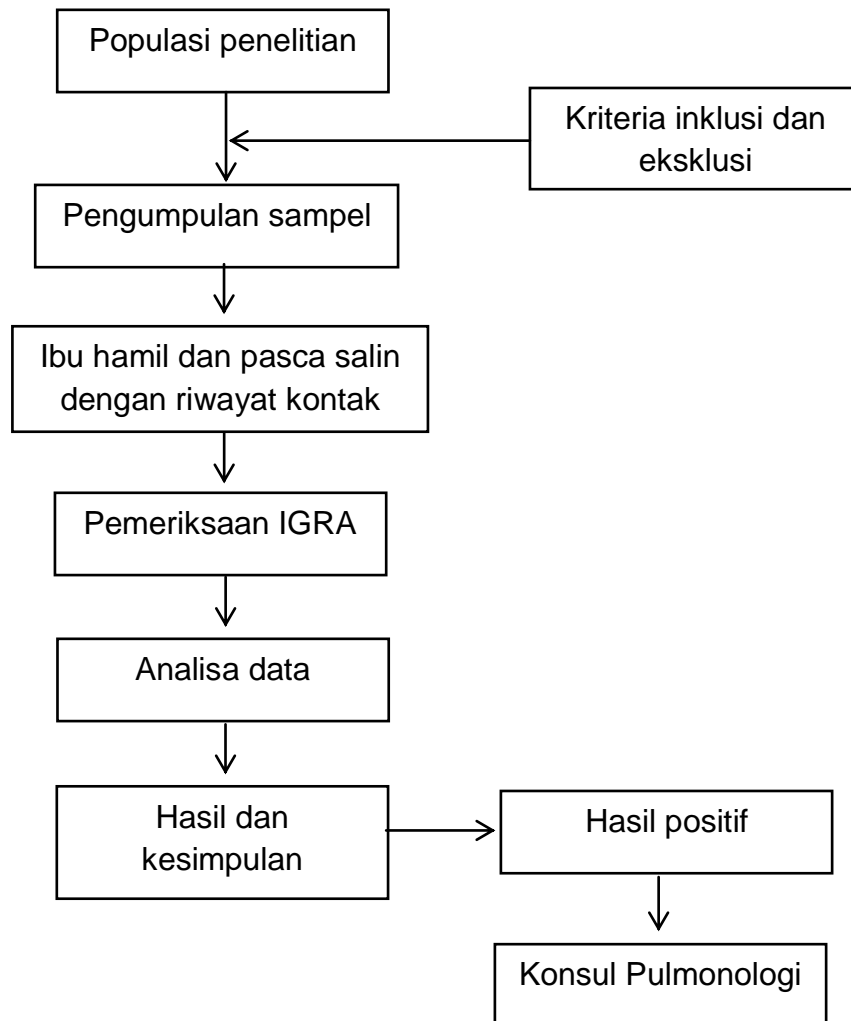 Populasi penelitian
Kriteria inklusi dan
eksklusi
Pengumpulan sampel
Ibu hamil dan pasca salin
dengan riwayat kontak
Pemeriksaan IGRA
Analisa data
Hasil dan
kesimpulan
Hasil positif
Konsul Pulmonologi